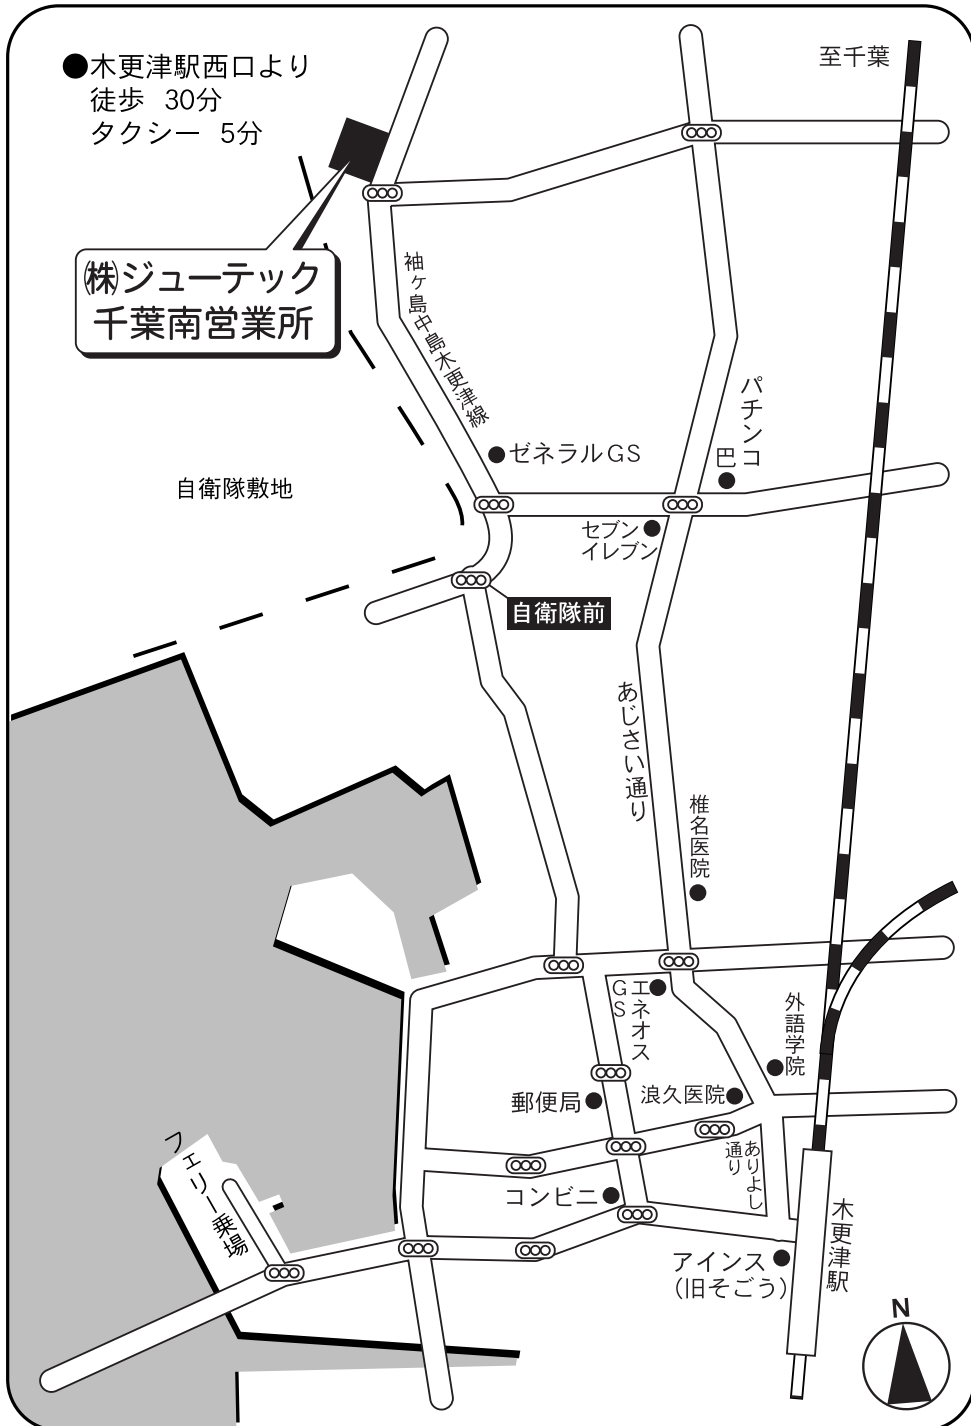 ●木更津駅西口より
徒歩 30分
タクシー 5分
至千葉
㈱ジューテック
千葉南営業所
袖ヶ島中島木更津線
ゼネラルGS
パチンコ
巴
自衛隊敷地
セブン
イレブン
自衛隊前
あじさい通り
椎名医院
エネオス
GS
外語学院
郵便局
浪久医院
ありよし
通り
フェリー乗場
コンビニ
アインス
(旧そごう)
木更津駅
N